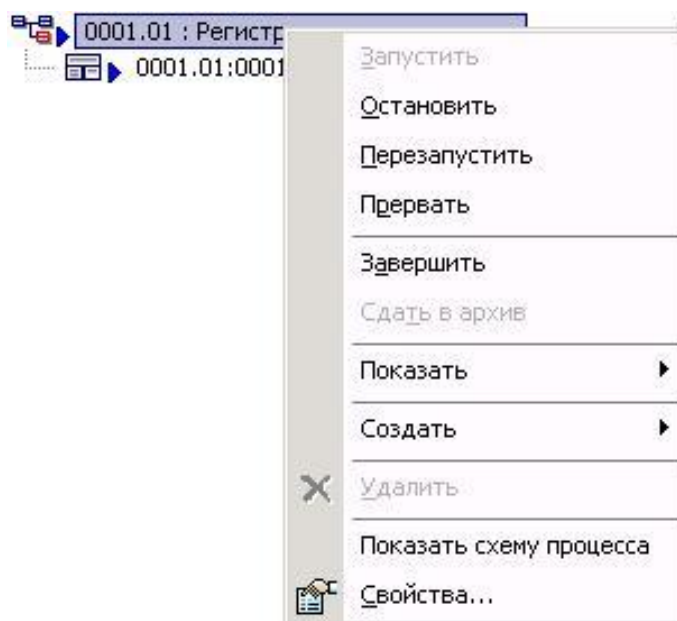 0001.01 : Регистр
0001.01:0001
Запустить
Остановить
Перезапустить
Прервать
Завершить
Сдать в архив
Показать
Создать
Удалить
Показать схему процесса
Свойства...